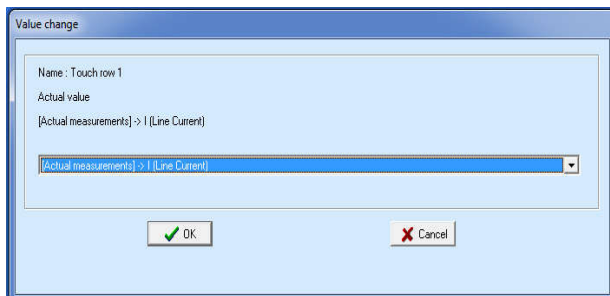 Value change
Name : Touch row 1
Actual value
[Actual measurements] -> I (Line Current)
[Actual measurements] -> I (Line Current)
OK
Cancel